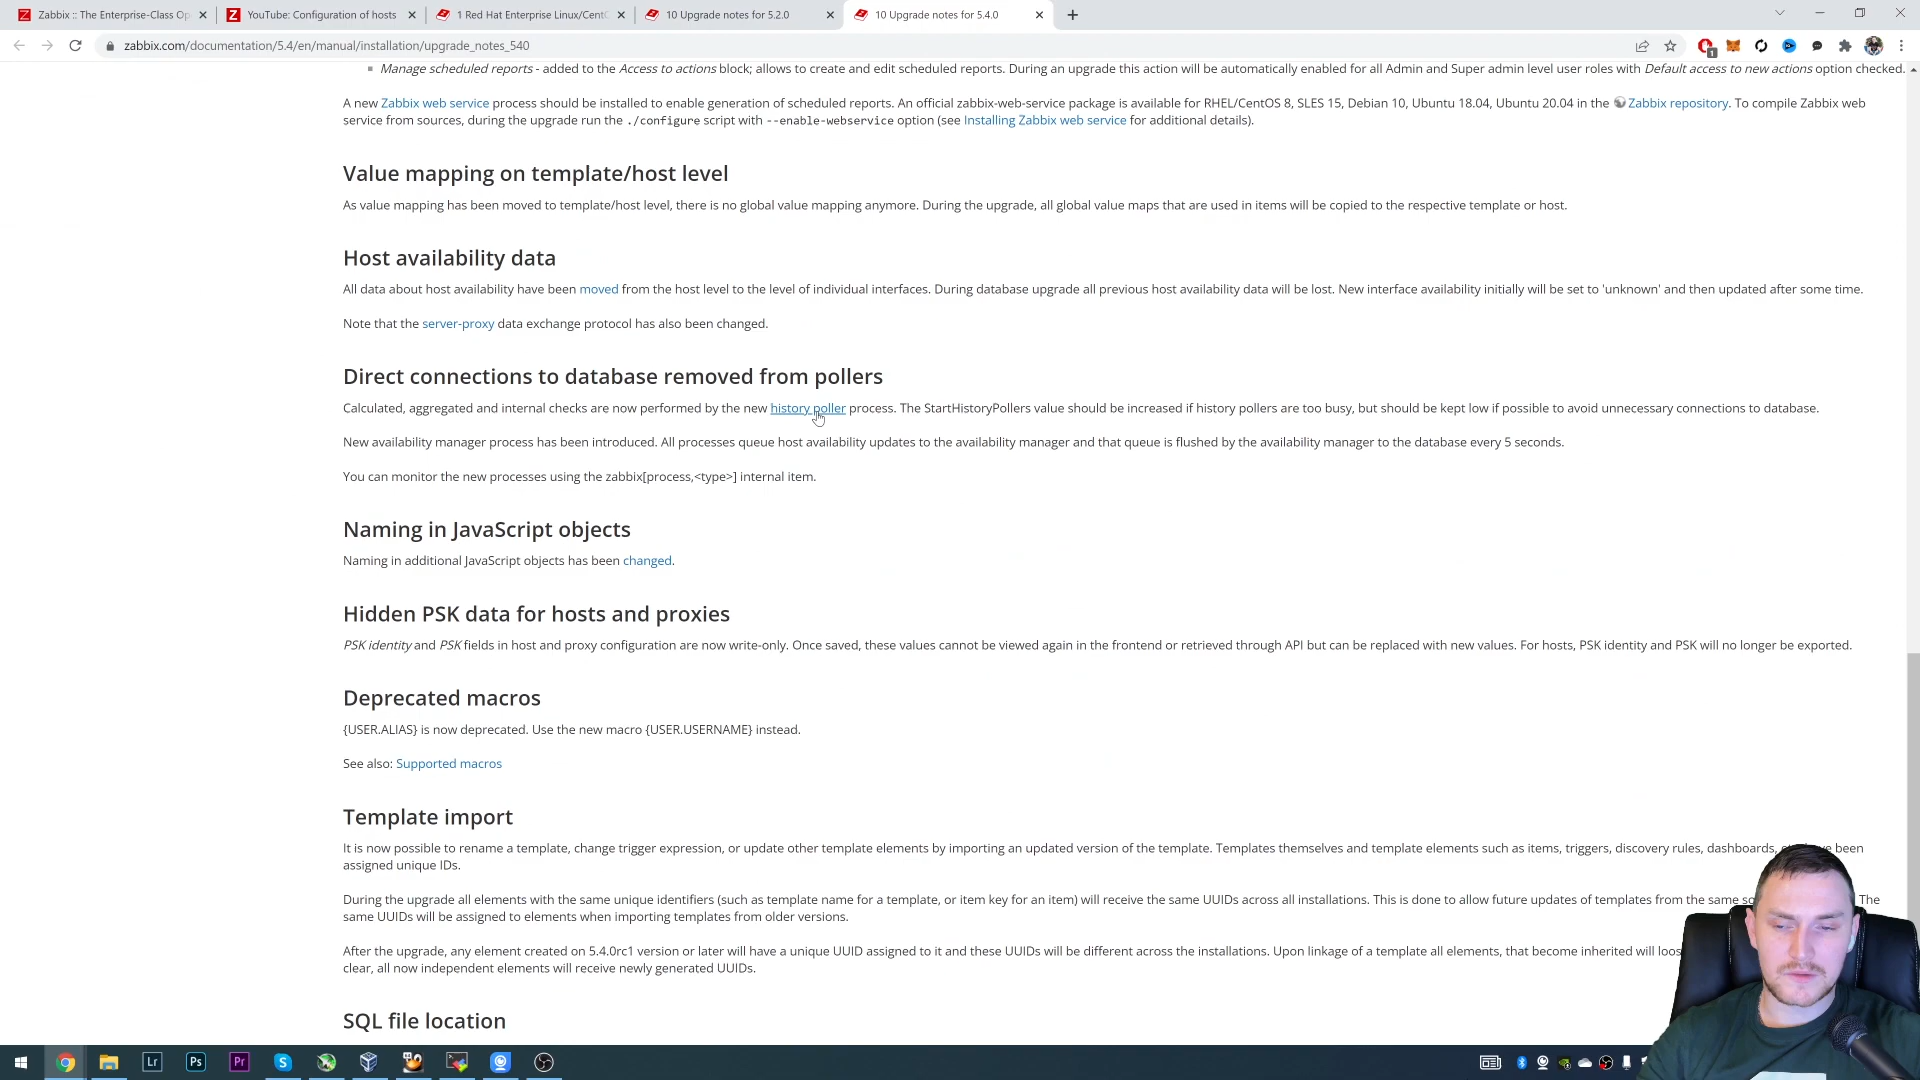 Zabbix :: The Enterprise-Class Op
YouTube: Configuration of hosts
1 Red Hat Enterprise Linux/Cent
10 Upgrade notes for 5.2.0
10 Upgrade notes for 5.4.0
zabbix.com/documentation/5.4/en/manual/installation/upgrade_notes_540
Manage scheduled reports - added to the Access to actions block; allows to create and edit scheduled reports. During an upgrade this action will be automatically enabled for all Admin and Super admin level user roles with Default access to new actions option checked.
A new Zabbix web service process should be installed to enable generation of scheduled reports. An official zabbix-web-service package is available for RHEL/CentOS 8, SLES 15, Debian 10, Ubuntu 18.04, Ubuntu 20.04 in the Zabbix repository. To compile Zabbix web
service from sources, during the upgrade run the ./configure script with --enable-webservice option (see Installing Zabbix web service for additional details).
Value mapping on template/host level
As value mapping has been moved to template/host level, there is no global value mapping anymore. During the upgrade, all global value maps that are used in items will be copied to the respective template or host.
Host availability data
All data about host availability have been moved from the host level to the level of individual interfaces. During database upgrade all previous host availability data will be lost. New interface availability initially will be set to 'unknown' and then updated after some time.
Note that the server-proxy data exchange protocol has also been changed.
Direct connections to database removed from pollers
Calculated, aggregated and internal checks are now performed by the new history poller process. The StartHistoryPollers value should be increased if history pollers are too busy, but should be kept low if possible to avoid unnecessary connections to database.
New availability manager process has been introduced. All processes queue host availability updates to the availability manager and that queue is flushed by the availability manager to the database every 5 seconds.
You can monitor the new processes using the zabbix[process,<type>] internal item.
Naming in JavaScript objects
Naming in additional JavaScript objects has been changed.
Hidden PSK data for hosts and proxies
PSK identity and PSK fields in host and proxy configuration are now write-only. Once saved, these values cannot be viewed again in the frontend or retrieved through API but can be replaced with new values. For hosts, PSK identity and PSK will no longer be exported.
Deprecated macros
{USER.ALIAS} is now deprecated. Use the new macro {USER.USERNAME} instead.
See also: Supported macros
Template import
It is now possible to rename a template, change trigger expression, or update other template elements by importing an updated version of the template. Templates themselves and template elements such as items, triggers, discovery rules, dashboards, been
assigned unique IDs.
During the upgrade all elements with the same unique identifiers (such as template name for a template, or item key for an item) will receive the same UUIDs across all installations. This is done to allow future updates of templates from the same The
same UUIDs will be assigned to elements when importing templates from older versions.
After the upgrade, any element created on 5.4.0rc1 version or later will have a unique UUID assigned to it and these UUIDs will be different across the installations. Upon linkage of a template all elements, that become inherited will
clear, all now independent elements will receive newly generated UUIDs.
SQL file location
Lr
Ps
Pr